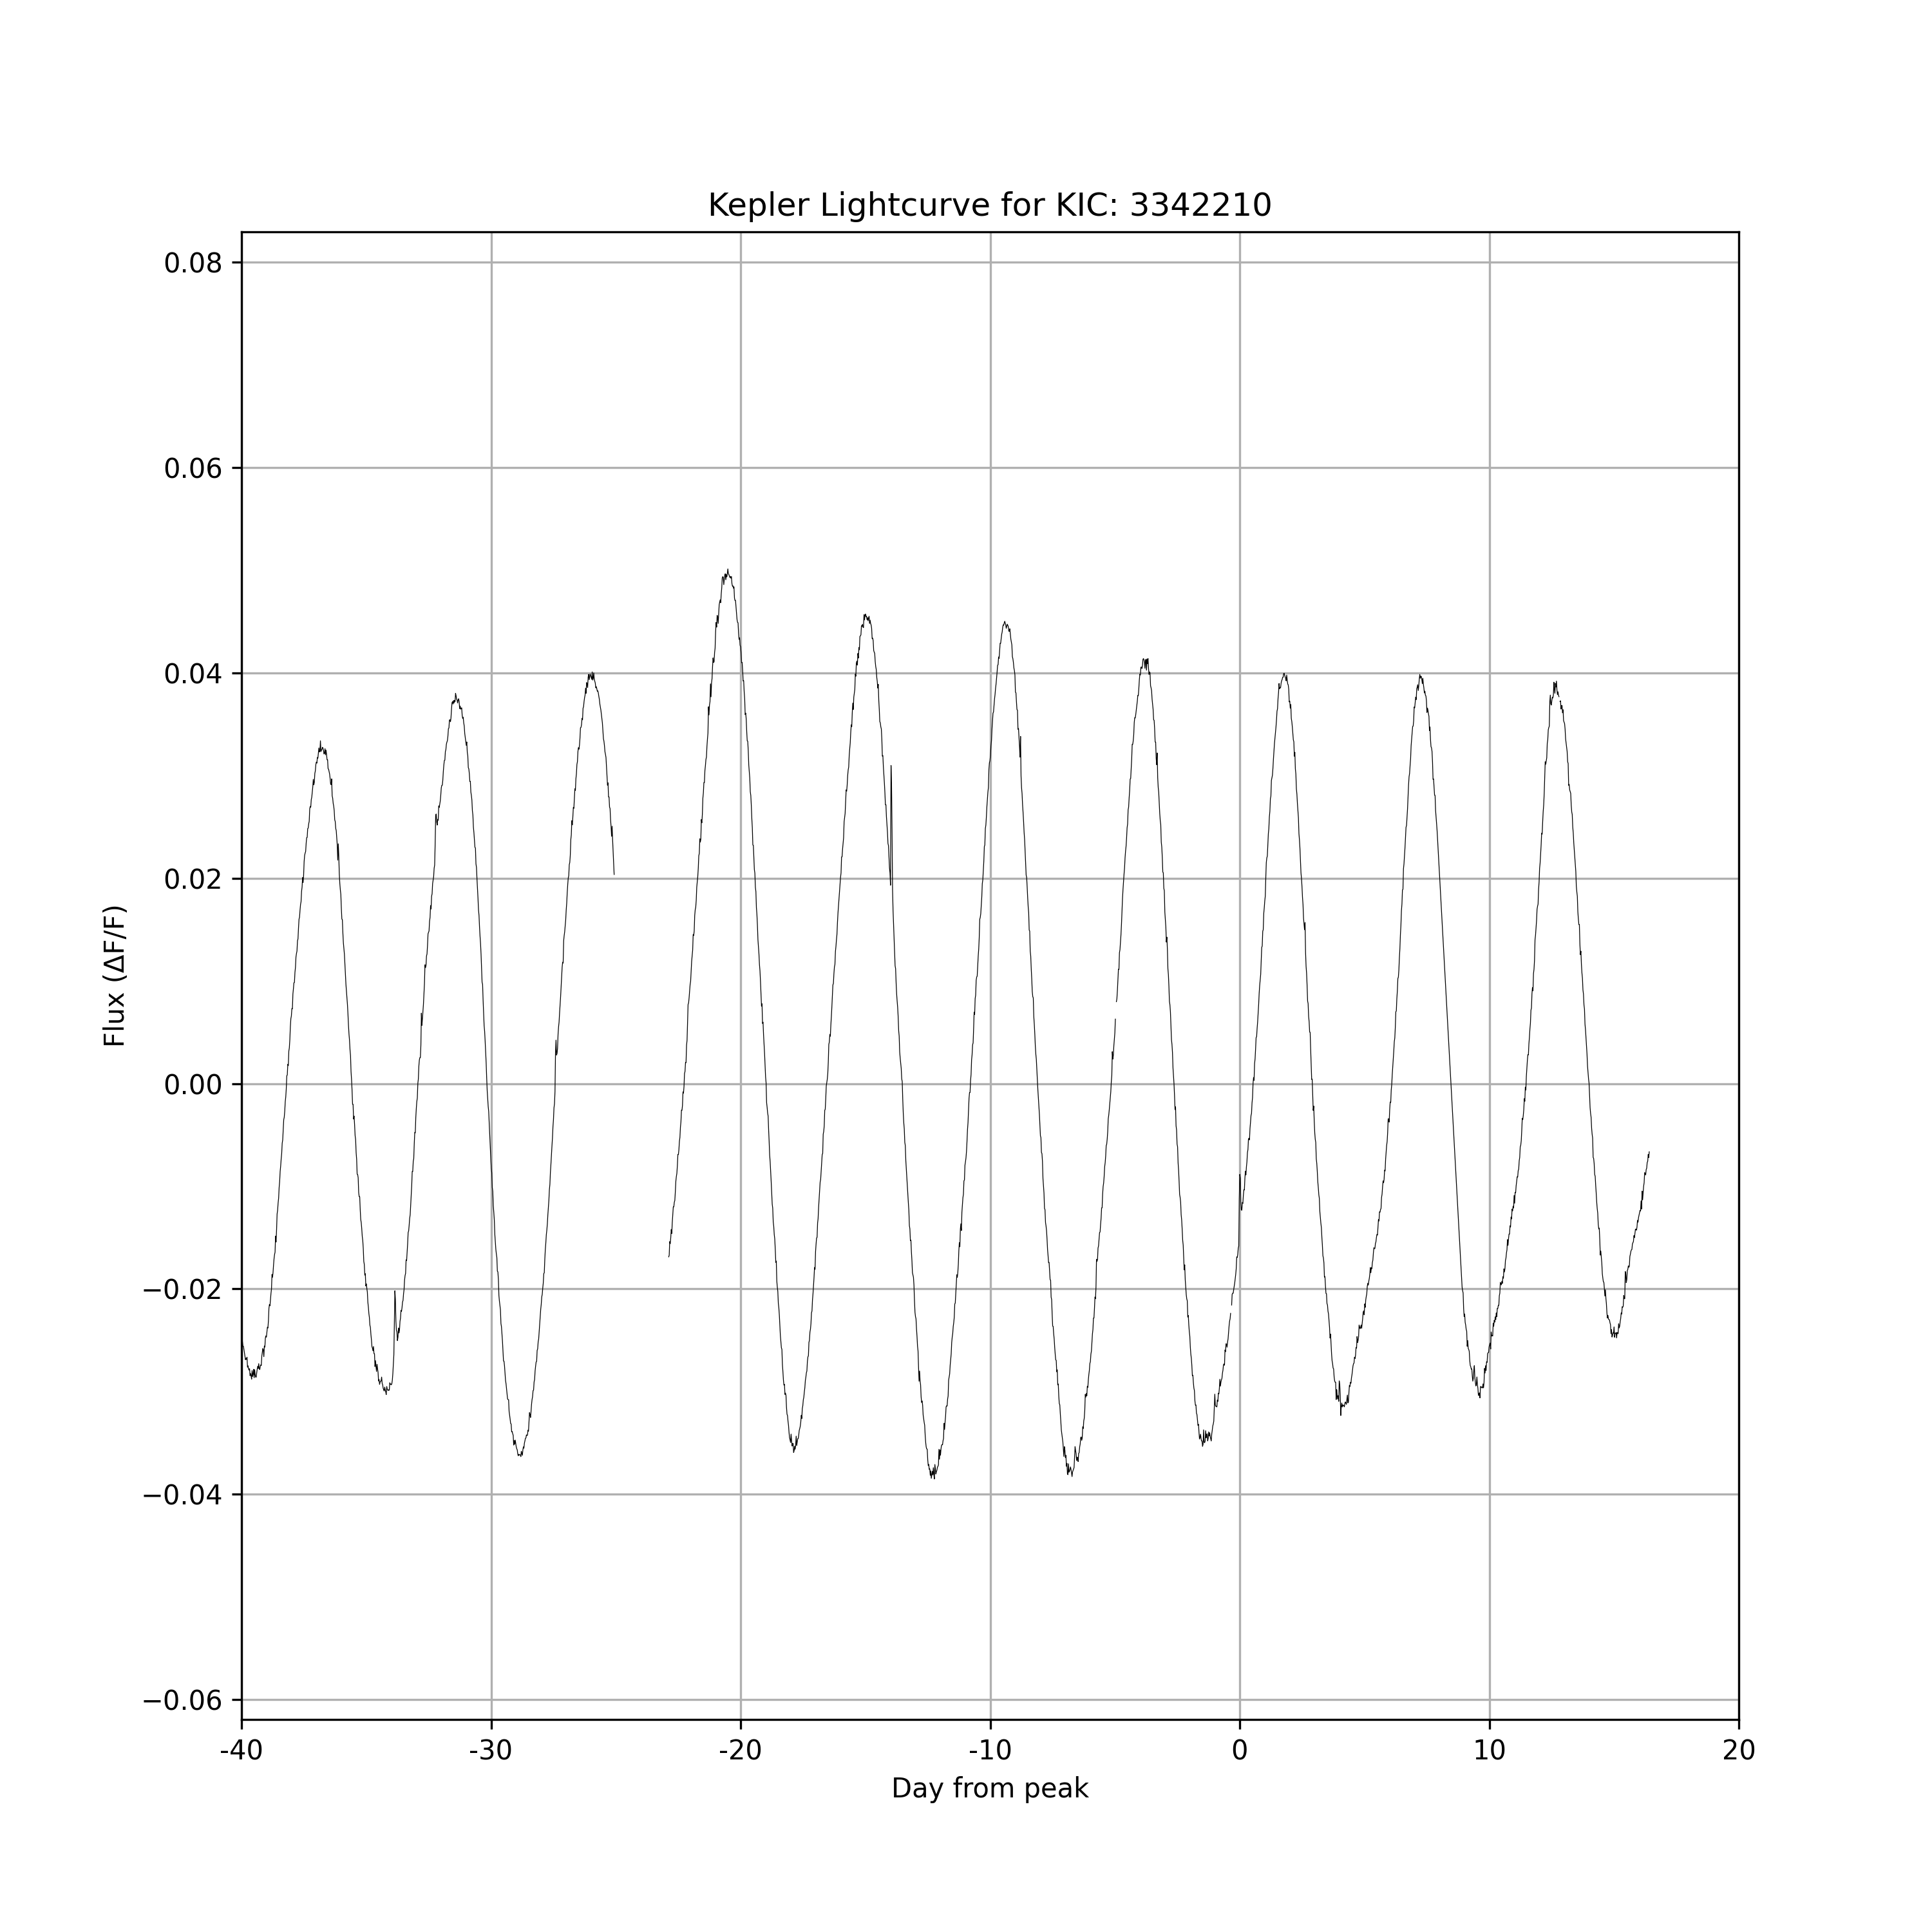 Kepler Lightcurve for KIC: 3342210
0.08
0.06
0.04
0.02
0.00
−0.02
−0.04
−0.06
Flux (ΔF/F)
-40 -30 -20 -10 0 10 20
Day from peak